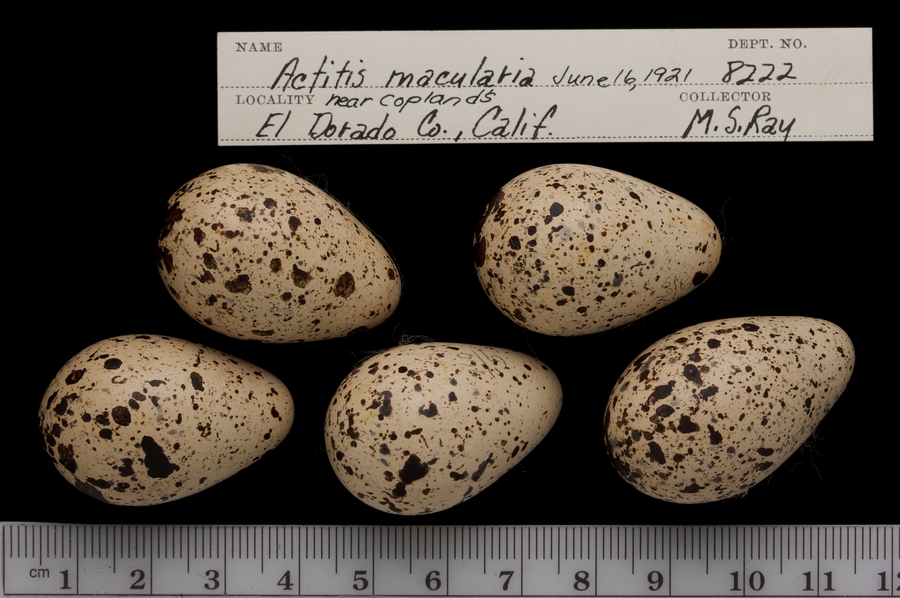 NAME DEPT. NO.
Actitis macularia June 16, 1921 8222
LOCALITY near coplands COLLECTOR
El Dorado Co., Calif. M.S.Ray
cm 1 2 3 4 5 6 7 8 9 10 11 12